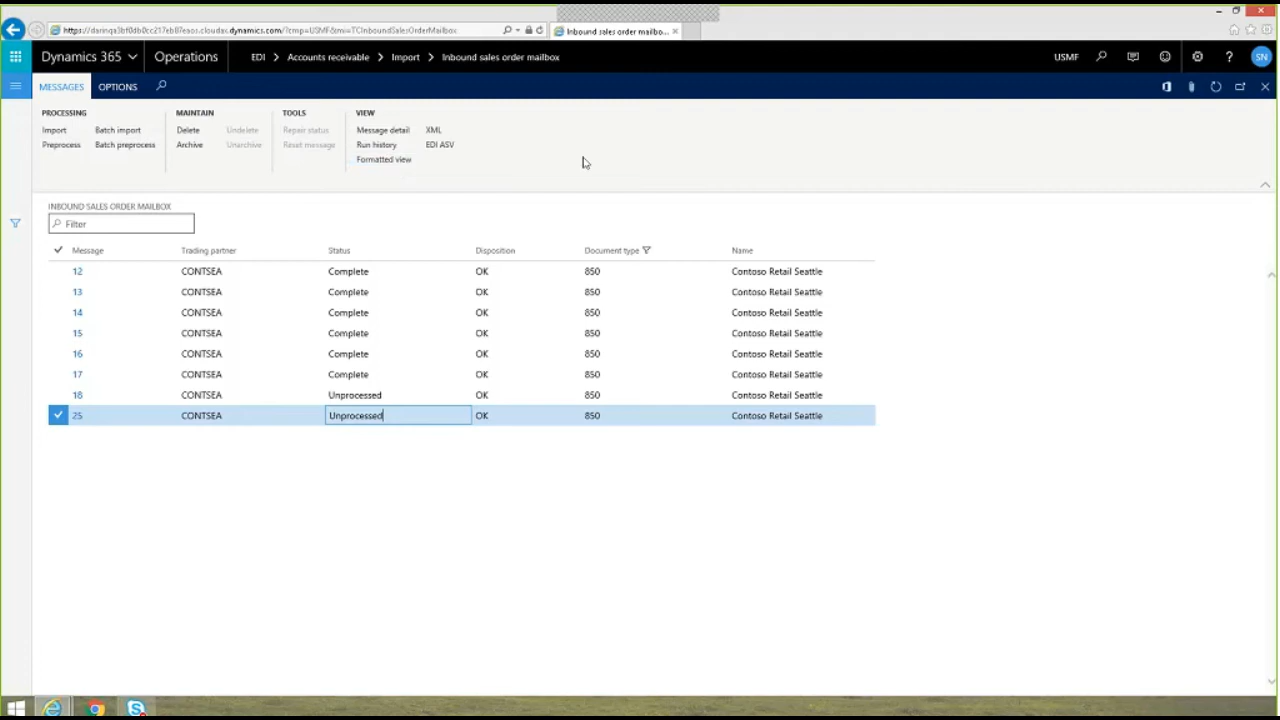 Inbound sales order mailbo...
Dynamics 365 Operations EDI Accounts receivable Import Inbound sales order mailbox USMF ? SN
MESSAGES OPTIONS
PROCESSING MAINTAIN TOOLS VIEW
Import Batch import Delete Undelete Repair status Message detail XML
Preprocess Batch preprocess Archive Unarchive Reset message Run history EDI ASV
Formatted view
INBOUND SALES ORDER MAILBOX
Filter
Message Trading partner Status Disposition Document type Name
12 CONTSEA Complete OK 850 Contoso Retail Seattle
13 CONTSEA Complete OK 850 Contoso Retail Seattle
14 CONTSEA Complete OK 850 Contoso Retail Seattle
15 CONTSEA Complete OK 850 Contoso Retail Seattle
16 CONTSEA Complete OK 850 Contoso Retail Seattle
17 CONTSEA Complete OK 850 Contoso Retail Seattle
18 CONTSEA Unprocessed OK 850 Contoso Retail Seattle
25 CONTSEA Unprocessed OK 850 Contoso Retail Seattle